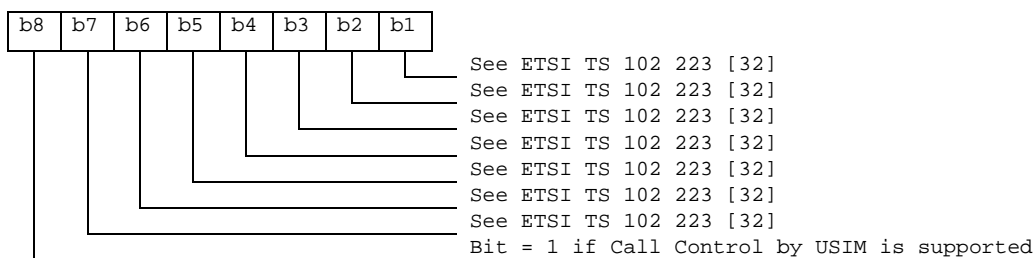 b8 b7 b6 b5 b4 b3 b2 b1
See ETSI TS 102 223 [32]
See ETSI TS 102 223 [32]
See ETSI TS 102 223 [32]
See ETSI TS 102 223 [32]
See ETSI TS 102 223 [32]
See ETSI TS 102 223 [32]
See ETSI TS 102 223 [32]
Bit = 1 if Call Control by USIM is supported